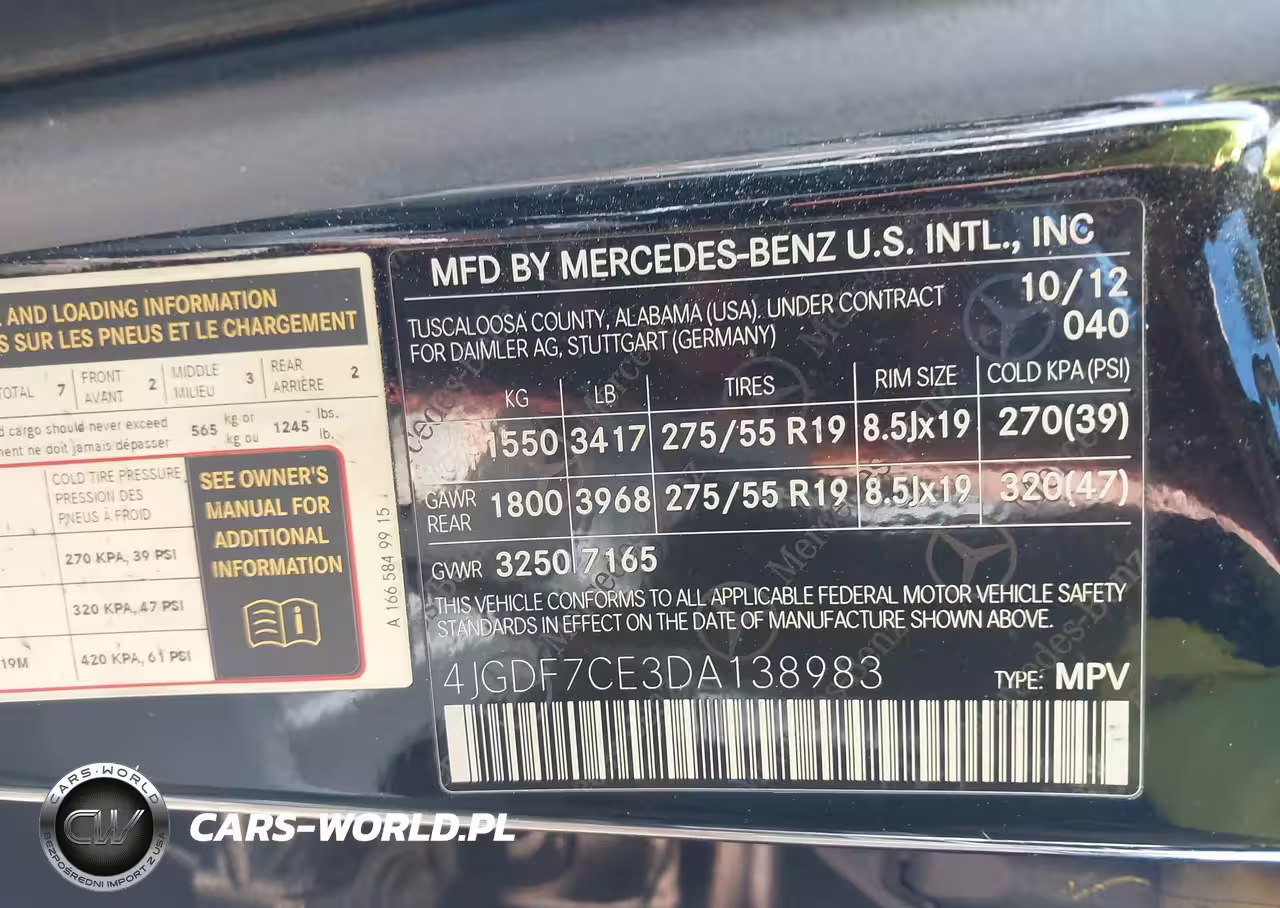 AND LOADING INFORMATION
S SUR LES PNEUS ET LE CHARGEMENT
TOTAL 7 FRONT AVANT 2 MIDDLE MILIEU 3 REAR ARRIÈRE 2
d cargo should never exceed 565 kg or 1245 lbs.
ment ne doit jamais dépasser kg ou lb.
COLD TIRE PRESSURE
PRESSION DES
PNEUS À FROID
270 KPA, 39 PSI
320 KPA, 47 PSI
19M 420 KPA, 61 PSI
SEE OWNER'S
MANUAL FOR
ADDITIONAL
INFORMATION
A 166 584 99 15
MFD BY MERCEDES-BENZ U.S. INTL., INC
TUSCALOOSA COUNTY, ALABAMA (USA). UNDER CONTRACT 10/12
FOR DAIMLER AG, STUTTGART (GERMANY) 040
KG LB TIRES RIM SIZE COLD KPA (PSI)
1550 3417 275/55 R19 8.5Jx19 270(39)
GAWR REAR 1800 3968 275/55 R19 8.5Jx19 320(47)
GVWR 3250 7165
THIS VEHICLE CONFORMS TO ALL APPLICABLE FEDERAL MOTOR VEHICLE SAFETY
STANDARDS IN EFFECT ON THE DATE OF MANUFACTURE SHOWN ABOVE.
4JGDF7CE3DA138983 TYPE: MPV
CARS-WORLD
CW
BEZPOŚREDNI IMPORT Z USA
CARS-WORLD.PL